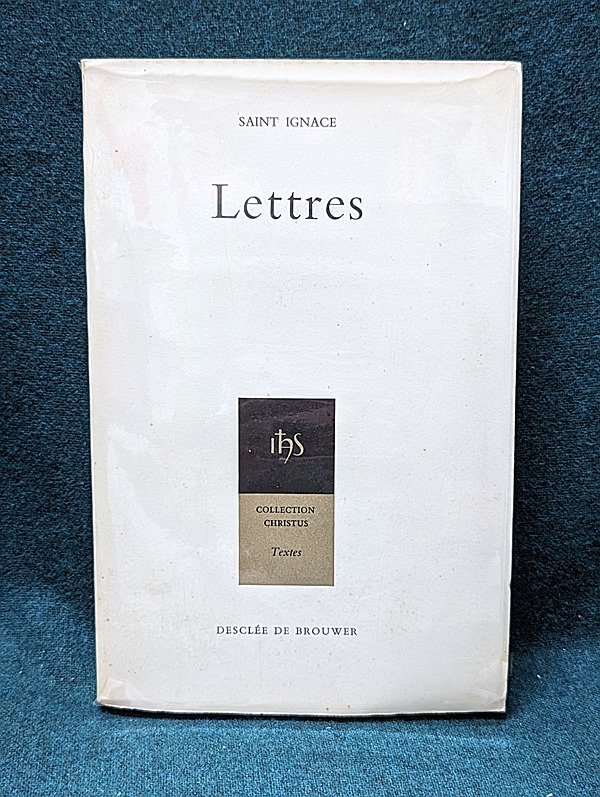 SAINT IGNACE
Lettres
ihS
COLLECTION
CHRISTUS
Textes
DESCLÉE DE BROUWER